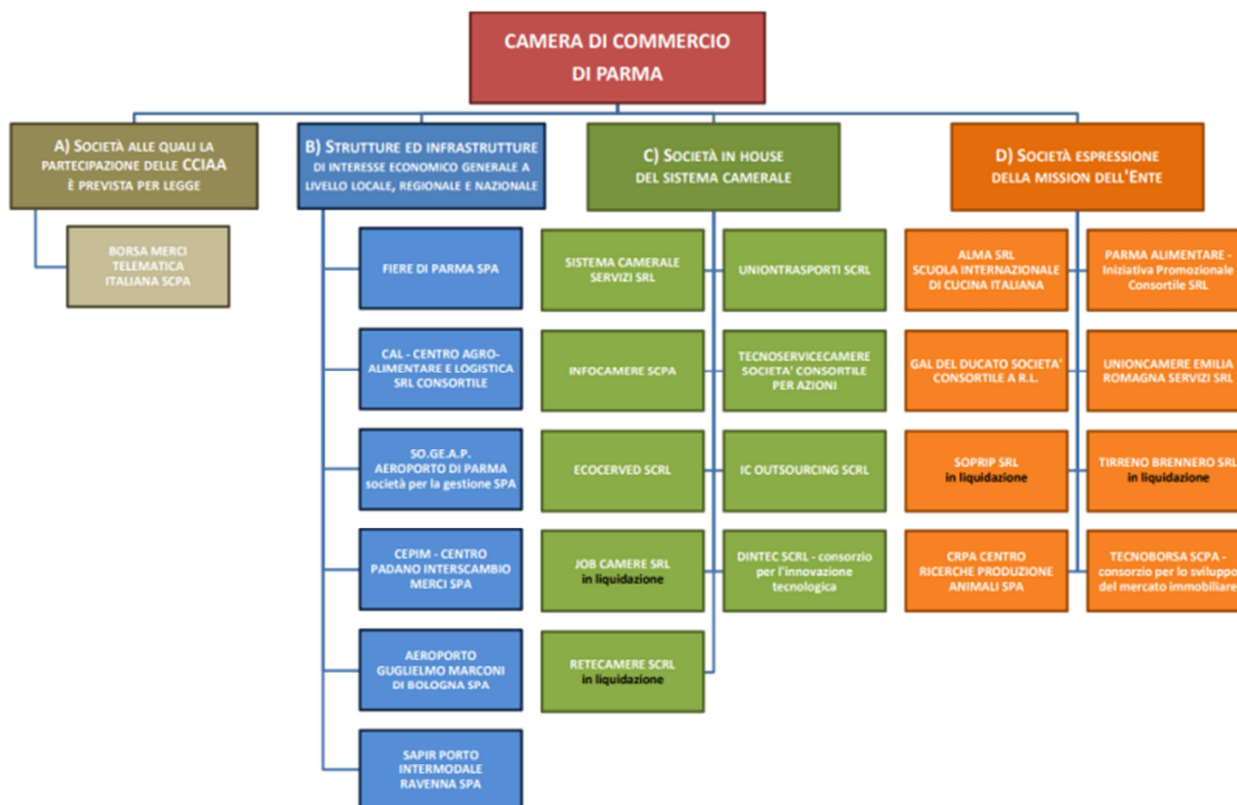 CAMERA DI COMMERCIO
DI PARMA
A) SOCIETÀ ALLE QUALI LA
PARTECIPAZIONE DELLE CCIAA
È PREVISTA PER LEGGE
BORSA MERCI
TELEMATICA
ITALIANA SCPA
B) STRUTTURE ED INFRASTRUTTURE
DI INTERESSE ECONOMICO GENERALE A
LIVELLO LOCALE, REGIONALE E NAZIONALE
FIERE DI PARMA SPA
CAL - CENTRO AGRO-
ALIMENTARE E LOGISTICA
SRL CONSORTILE
SO.GE.A.P.
AEROPORTO DI PARMA
società per la gestione SPA
CEPIM - CENTRO
PADANO INTERSCAMBIO
MERCI SPA
AEROPORTO
GUGLIELMO MARCONI
DI BOLOGNA SPA
SAPIR PORTO
INTERMODALE
RAVENNA SPA
C) SOCIETÀ IN HOUSE
DEL SISTEMA CAMERALE
SISTEMA CAMERALE
SERVIZI SRL
UNIONTRASPORTI SCRL
INFOCAMERE SCPA
TECNOSERVICECAMERE
SOCIETA' CONSORTILE
PER AZIONI
ECOCERVED SCRL
IC OUTSOURCING SCRL
JOB CAMERE SRL
in liquidazione
DINTEC SCRL - consorzio
per l'innovazione
tecnologica
RETECAMERE SCRL
in liquidazione
D) SOCIETÀ ESPRESSIONE
DELLA MISSION DELL'ENTE
ALMA SRL
SCUOLA INTERNAZIONALE
DI CUCINA ITALIANA
PARMA ALIMENTARE -
Iniziativa Promozionale
Consortile SRL
GAL DEL DUCATO SOCIETA'
CONSORTILE A R.L.
UNIONCAMERE EMILIA
ROMAGNA SERVIZI SRL
SOPRIP SRL
in liquidazione
TIRRENO BRENNERO SRL
in liquidazione
CRPA CENTRO
RICERCHE PRODUZIONE
ANIMALI SPA
TECNOBORSA SCPA -
consorzio per lo sviluppo
del mercato immobiliare